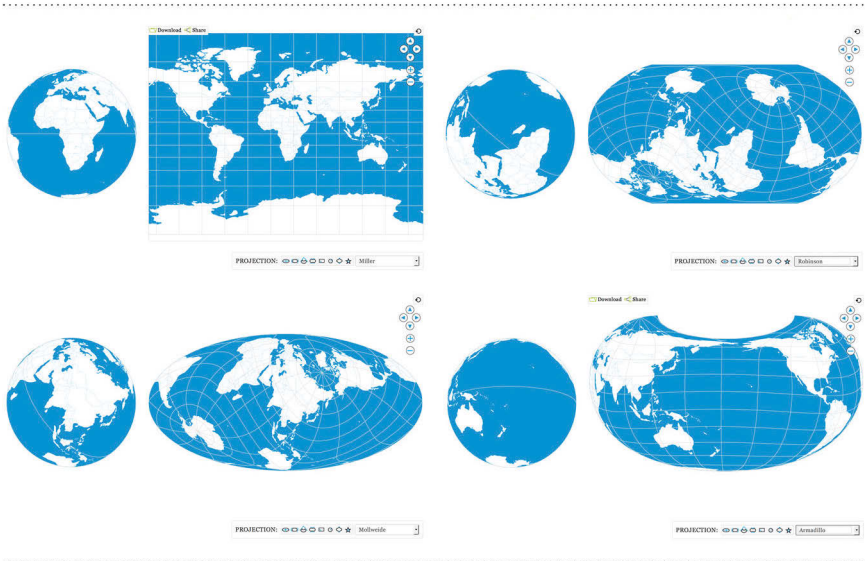 Download Share
PROJECTION: Miller
PROJECTION: Robinson
Download Share
PROJECTION: Mollweide
PROJECTION: Armadillo